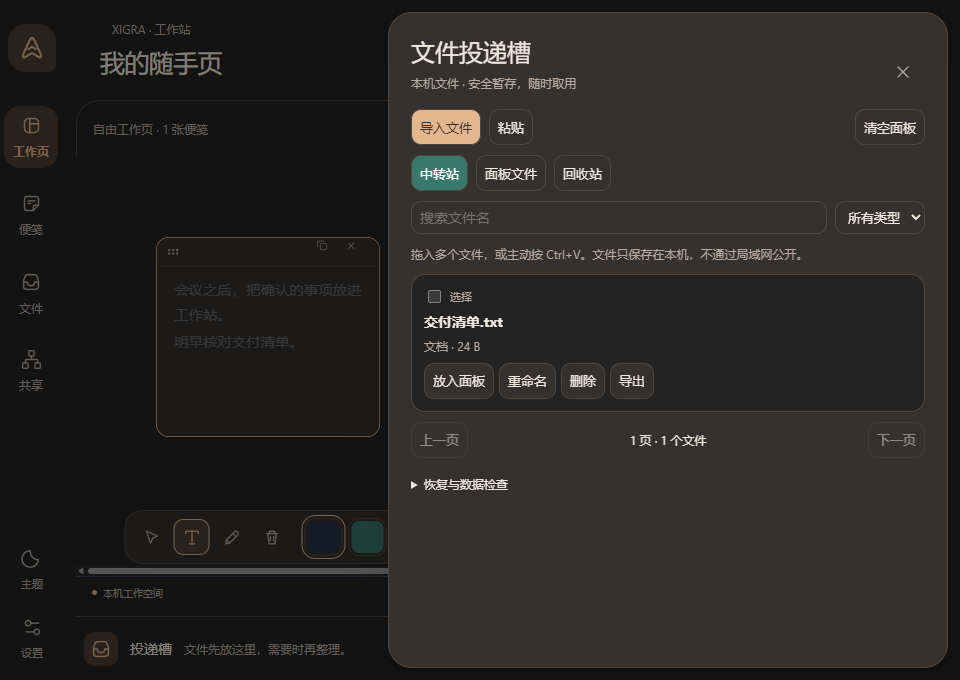 XIGRA · 工作站
我的随手页
自由工作页 · 1 张便笺
工作页
便笺
文件
共享
主题
设置
会议之后，把确认的事项放进
工作站。
明早核对交付清单。
本机工作空间
投递槽 文件先放这里，需要时再整理。
文件投递槽
本机文件 · 安全暂存，随时取用
导入文件 粘贴 清空面板
中转站 面板文件 回收站
搜索文件名 所有类型
拖入多个文件，或主动按 Ctrl+V。文件只保存在本机，不通过局域网公开。
选择
交付清单.txt
文档 · 24 B
放入面板 重命名 删除 导出
上一页 1 页 · 1 个文件 下一页
恢复与数据检查